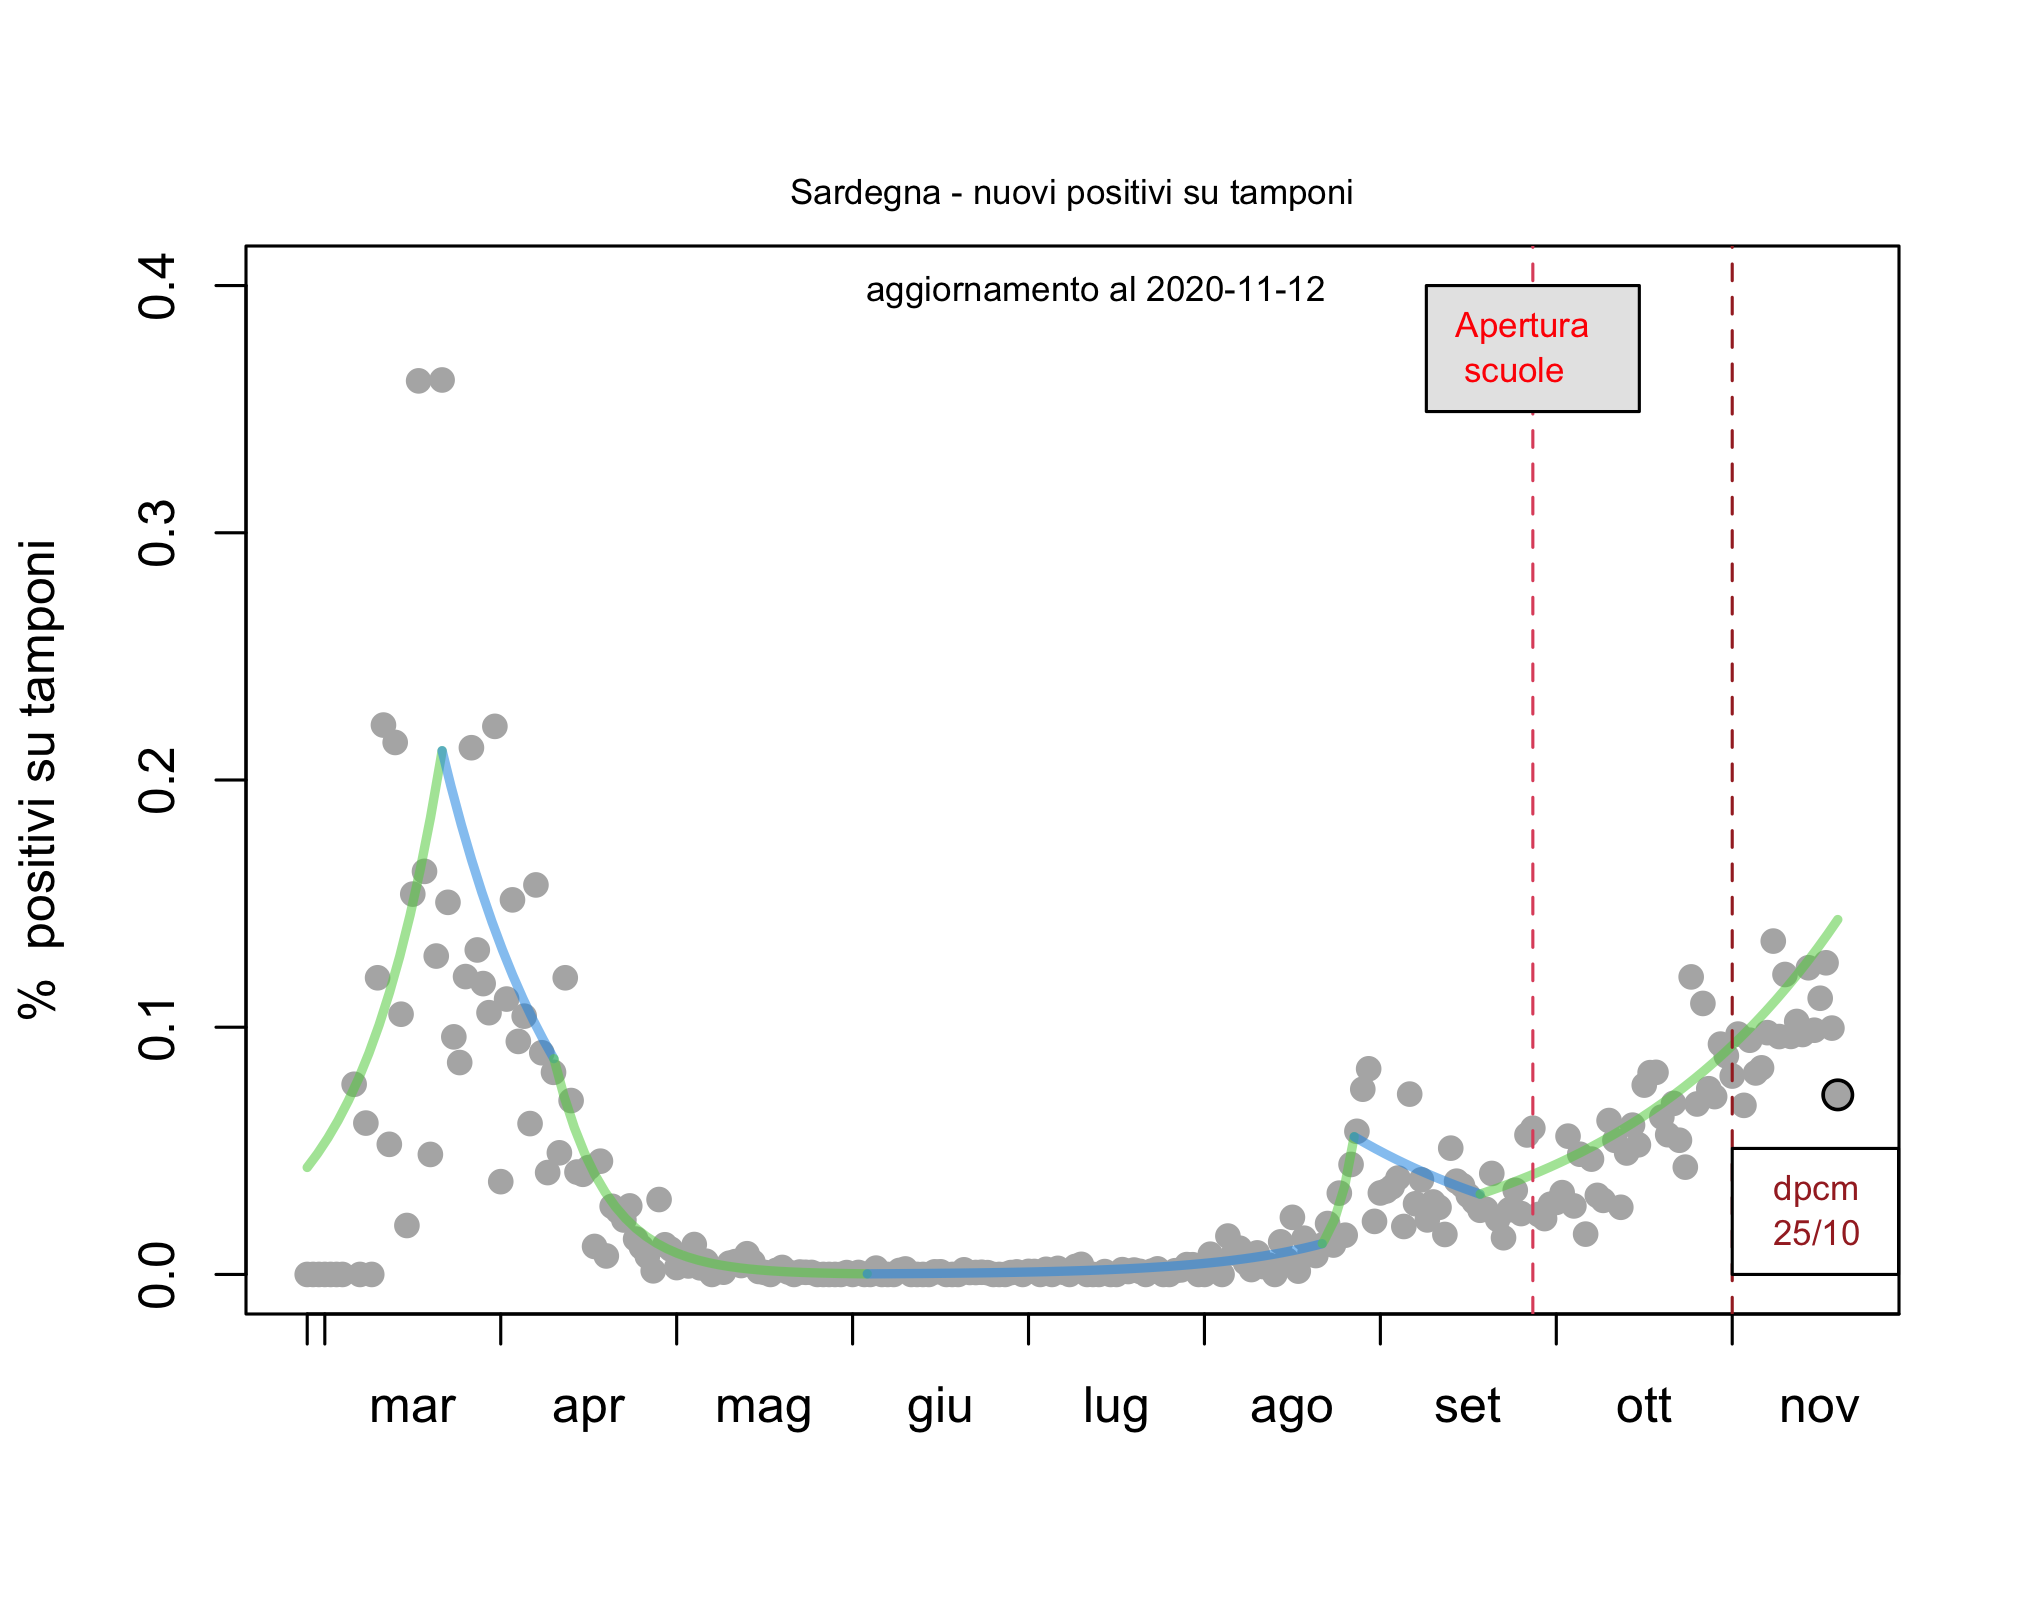 Sardegna - nuovi positivi su tamponi
aggiornamento al 2020-11-12
Apertura
scuole
% positivi su tamponi
0.4
0.3
0.2
0.1
0.0
dpcm
25/10
mar apr mag giu lug ago set ott nov